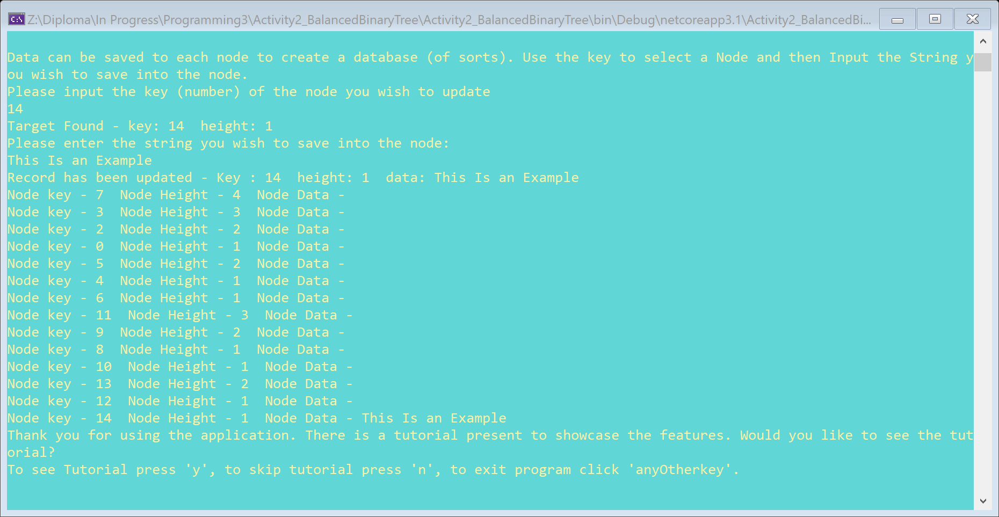 Z:\Diploma\In Progress\Programming3\Activity2_BalancedBinaryTree\Activity2_BalancedBinaryTree\bin\Debug\netcoreapp3.1\Activity2_BalancedBi...
Data can be saved to each node to create a database (of sorts). Use the key to select a Node and then Input the String y
ou wish to save into the node.
Please input the key (number) of the node you wish to update
14
Target Found - key: 14  height: 1
Please enter the string you wish to save into the node:
This Is an Example
Record has been updated - Key : 14  height: 1  data: This Is an Example
Node key - 7  Node Height - 4  Node Data -
Node key - 3  Node Height - 3  Node Data -
Node key - 2  Node Height - 2  Node Data -
Node key - 0  Node Height - 1  Node Data -
Node key - 5  Node Height - 2  Node Data -
Node key - 4  Node Height - 1  Node Data -
Node key - 6  Node Height - 1  Node Data -
Node key - 11  Node Height - 3  Node Data -
Node key - 9  Node Height - 2  Node Data -
Node key - 8  Node Height - 1  Node Data -
Node key - 10  Node Height - 1  Node Data -
Node key - 13  Node Height - 2  Node Data -
Node key - 12  Node Height - 1  Node Data -
Node key - 14  Node Height - 1  Node Data - This Is an Example
Thank you for using the application. There is a tutorial present to showcase the features. Would you like to see the tut
orial?
To see Tutorial press 'y', to skip tutorial press 'n', to exit program click 'anyOtherkey'.